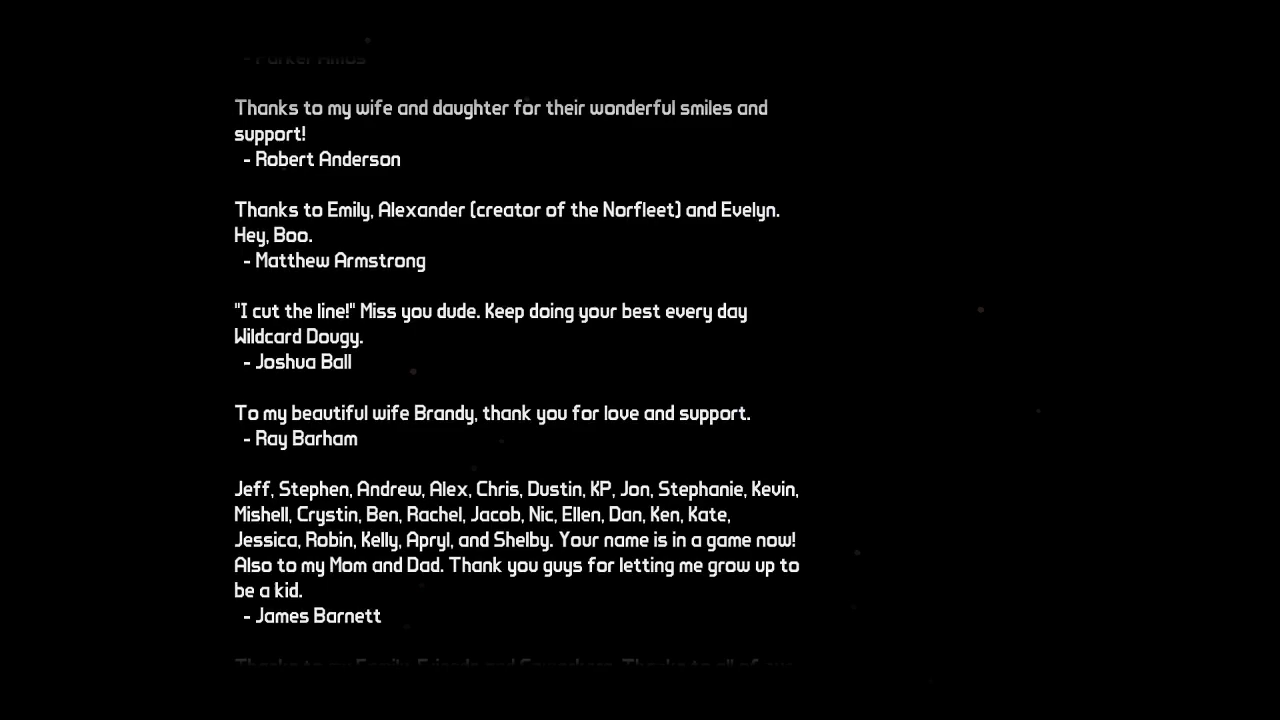 - Parker Amos
Thanks to my wife and daughter for their wonderful smiles and
support!
- Robert Anderson
Thanks to Emily, Alexander (creator of the Norfleet) and Evelyn.
Hey, Boo.
- Matthew Armstrong
"I cut the line!" Miss you dude. Keep doing your best every day
Wildcard Dougy.
- Joshua Ball
To my beautiful wife Brandy, thank you for love and support.
- Ray Barham
Jeff, Stephen, Andrew, Alex, Chris, Dustin, KP, Jon, Stephanie, Kevin,
Mishell, Crystin, Ben, Rachel, Jacob, Nic, Ellen, Dan, Ken, Kate,
Jessica, Robin, Kelly, Apryl, and Shelby. Your name is in a game now!
Also to my Mom and Dad. Thank you guys for letting me grow up to
be a kid.
- James Barnett